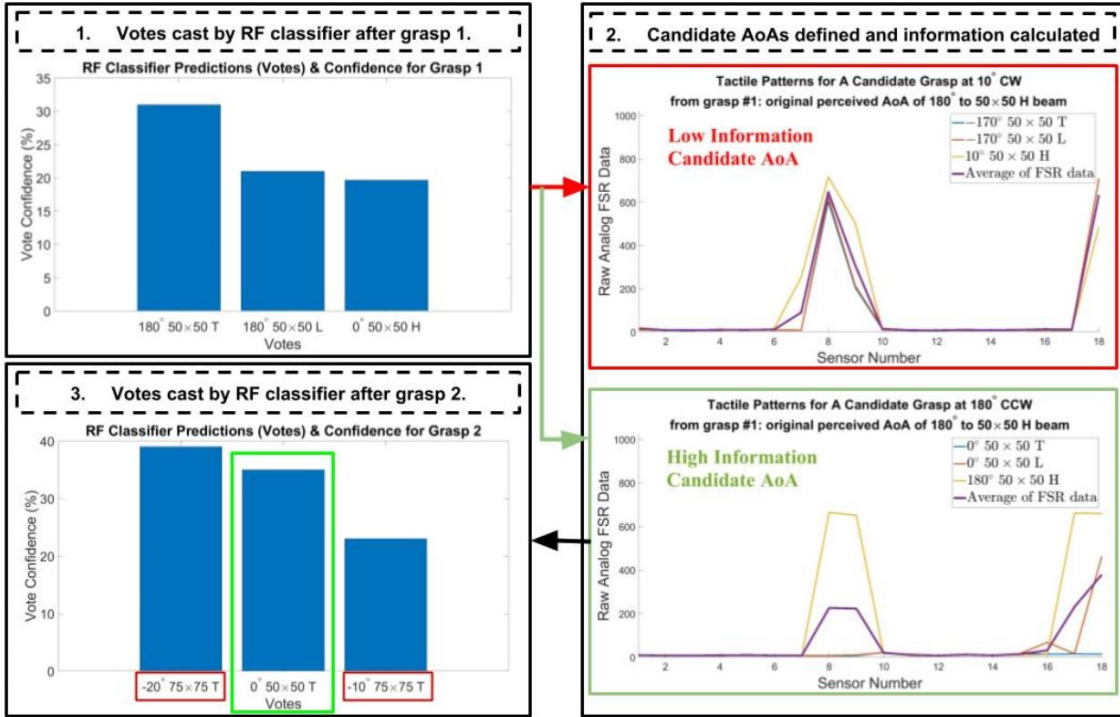 1. Votes cast by RF classifier after grasp 1.
RF Classifier Predictions (Votes) & Confidence for Grasp 1
Vote Confidence (%)
35
30
25
20
15
10
5
0
180° 50×50 T 180° 50×50 L 0° 50×50 H
Votes
2. Candidate AoAs defined and information calculated
Tactile Patterns for A Candidate Grasp at 10° CW
from grasp #1: original perceived AoA of 180° to 50×50 H beam
Low Information
Candidate AoA
−170° 50 × 50 T
−170° 50 × 50 L
10° 50 × 50 H
Average of FSR data
Raw Analog FSR Data
1000
800
600
400
200
0
2 4 6 8 10 12 14 16 18
Sensor Number
3. Votes cast by RF classifier after grasp 2.
RF Classifier Predictions (Votes) & Confidence for Grasp 2
Vote Confidence (%)
40
30
20
10
0
-20° 75×75 T 0° 50×50 T -10° 75×75 T
Votes
Tactile Patterns for A Candidate Grasp at 180° CCW
from grasp #1: original perceived AoA of 180° to 50×50 H beam
High Information
Candidate AoA
0° 50 × 50 T
0° 50 × 50 L
180° 50 × 50 H
Average of FSR data
Raw Analog FSR Data
1000
800
600
400
200
0
2 4 6 8 10 12 14 16 18
Sensor Number